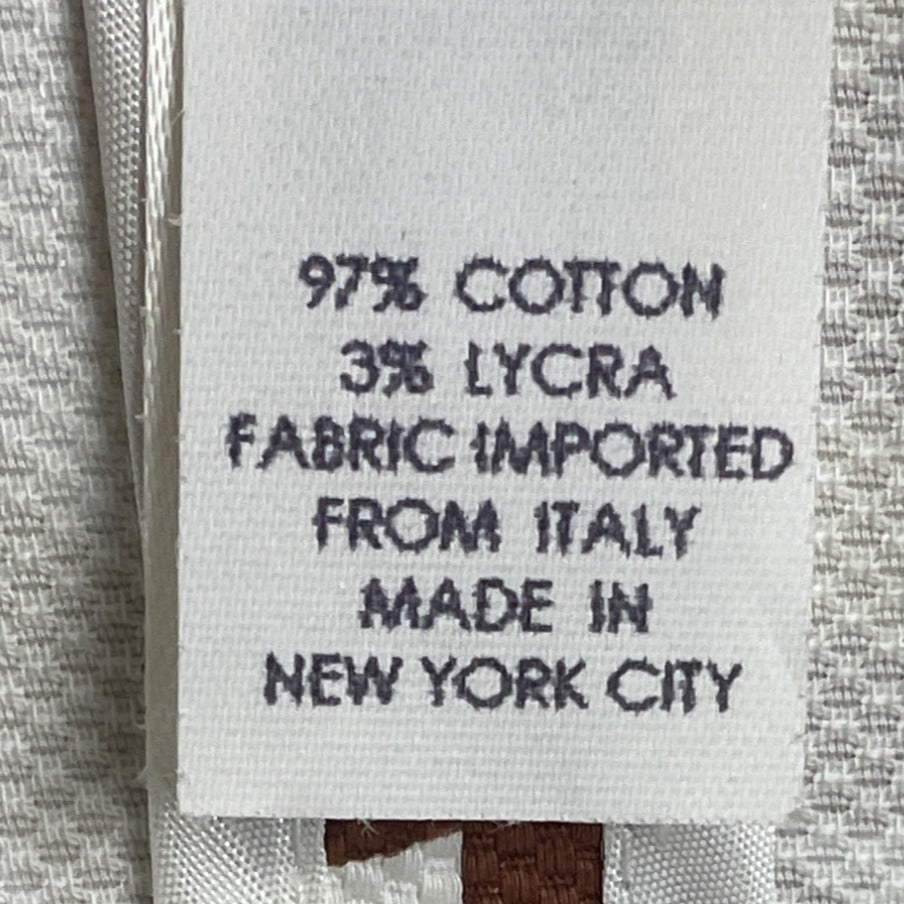 97% COTTON
3% LYCRA
FABRIC IMPORTED
FROM ITALY
MADE IN
NEW YORK CITY